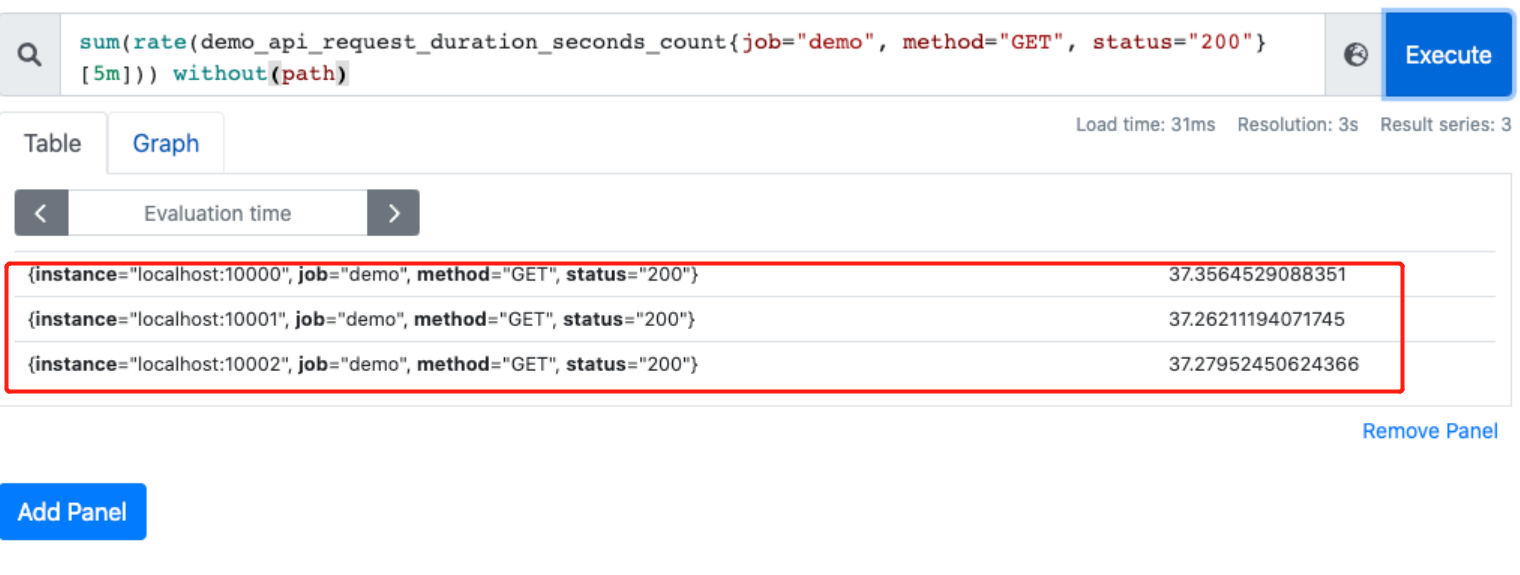 sum(rate(demo_api_request_duration_seconds_count{job="demo", method="GET", status="200"}
[5m])) without(path)
Execute
Load time: 31ms Resolution: 3s Result series: 3
Table
Graph
Evaluation time
{instance="localhost:10000", job="demo", method="GET", status="200"} 37.3564529088351
{instance="localhost:10001", job="demo", method="GET", status="200"} 37.26211194071745
{instance="localhost:10002", job="demo", method="GET", status="200"} 37.27952450624366
Remove Panel
Add Panel